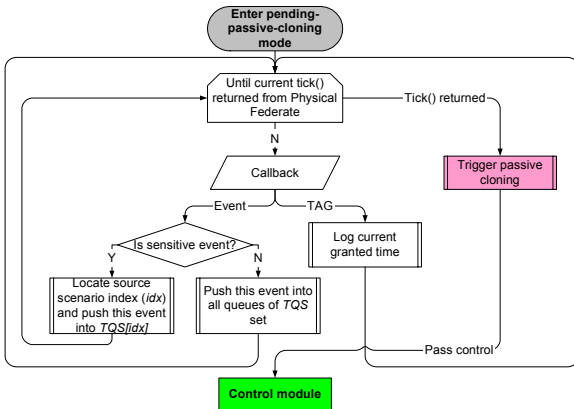 Enter pending-
passive-cloning
mode
Until current tick()
returned from Physical
Federate
Tick() returned
N
Trigger passive
cloning
Callback
Event
TAG
Is sensitive event?
Log current
granted time
Y
N
Locate source
scenario index (idx)
and push this event
into TQS[idx]
Push this event into
all queues of TQS
set
Pass control
Control module